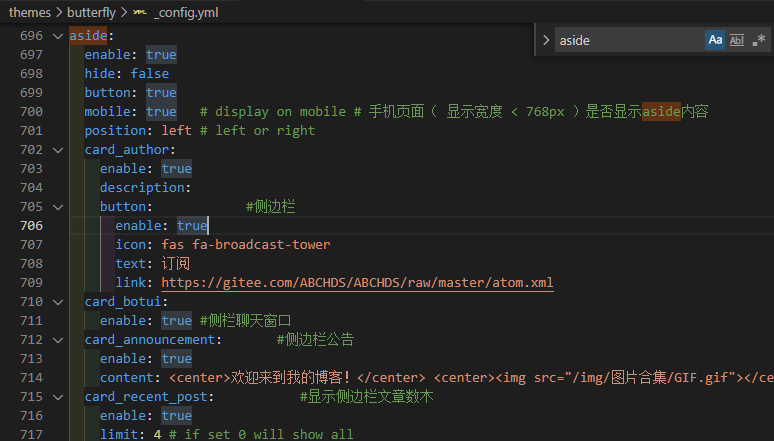 themes > butterfly > _config.yml
aside
Aa Abl .*
696 aside:
697 enable: true
698 hide: false
699 button: true
700 mobile: true # display on mobile # 手机页面（ 显示宽度 < 768px ）是否显示aside内容
701 position: left # left or right
702 card_author:
703 enable: true
704 description:
705 button: #侧边栏
706 enable: true
707 icon: fas fa-broadcast-tower
708 text: 订阅
709 link: https://gitee.com/ABCHDS/ABCHDS/raw/master/atom.xml
710 card_botui:
711 enable: true #侧栏聊天窗口
712 card_announcement: #侧边栏公告
713 enable: true
714 content: <center>欢迎来到我的博客！</center> <center><img src="/img/图片合集/GIF.gif"></ce
715 card_recent_post: #显示侧边栏文章数木
716 enable: true
717 limit: 4 # if set 0 will show all